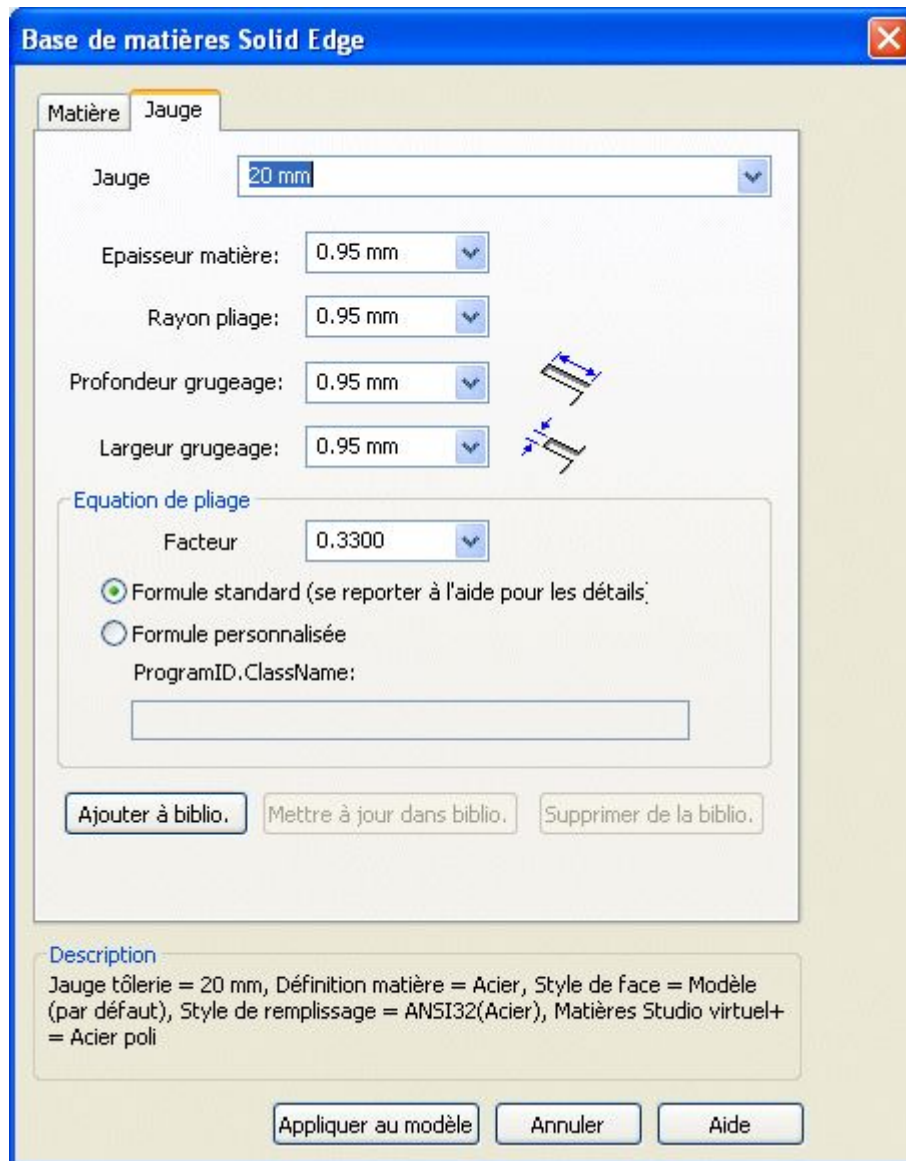 Base de matières Solid Edge
Matière Jauge
Jauge 20 mm
Epaisseur matière: 0.95 mm
Rayon pliage: 0.95 mm
Profondeur grugeage: 0.95 mm
Largeur grugeage: 0.95 mm
Equation de pliage
Facteur 0.3300
Formule standard (se reporter à l'aide pour les détails)
Formule personnalisée
ProgramID.ClassName:
Ajouter à biblio. Mettre à jour dans biblio. Supprimer de la biblio.
Description
Jauge tôlerie = 20 mm, Définition matière = Acier, Style de face = Modèle
(par défaut), Style de remplissage = ANSI32(Acier), Matières Studio virtuel+
= Acier poli
Appliquer au modèle Annuler Aide